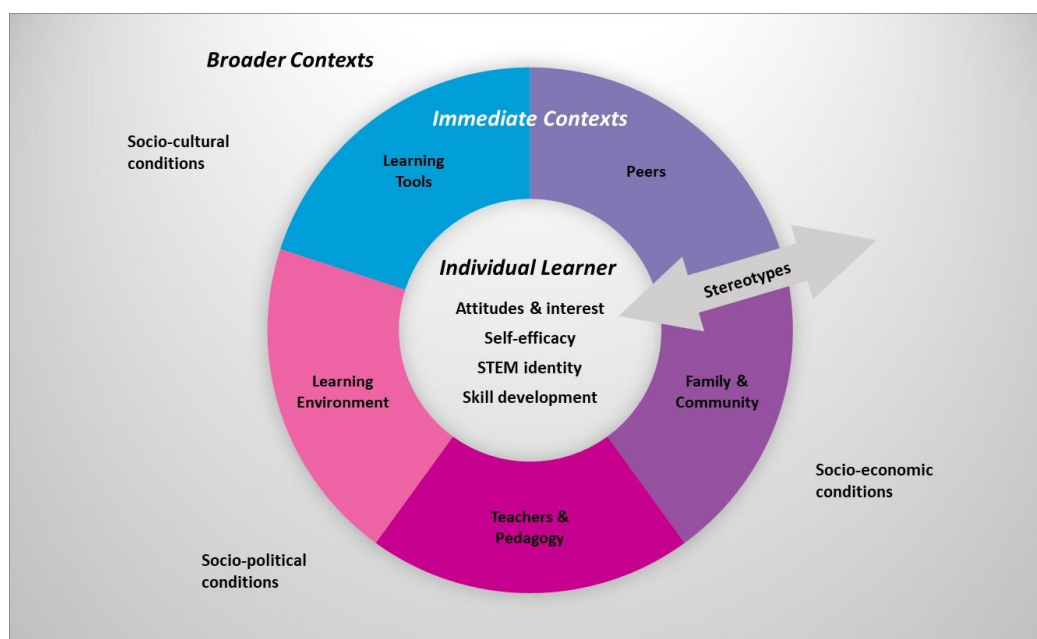 Broader Contexts
Immediate Contexts
Socio-cultural
conditions
Learning
Tools
Peers
Individual Learner
Attitudes & interest
Self-efficacy
STEM identity
Skill development
Stereotypes
Learning
Environment
Family &
Community
Socio-economic
conditions
Teachers &
Pedagogy
Socio-political
conditions